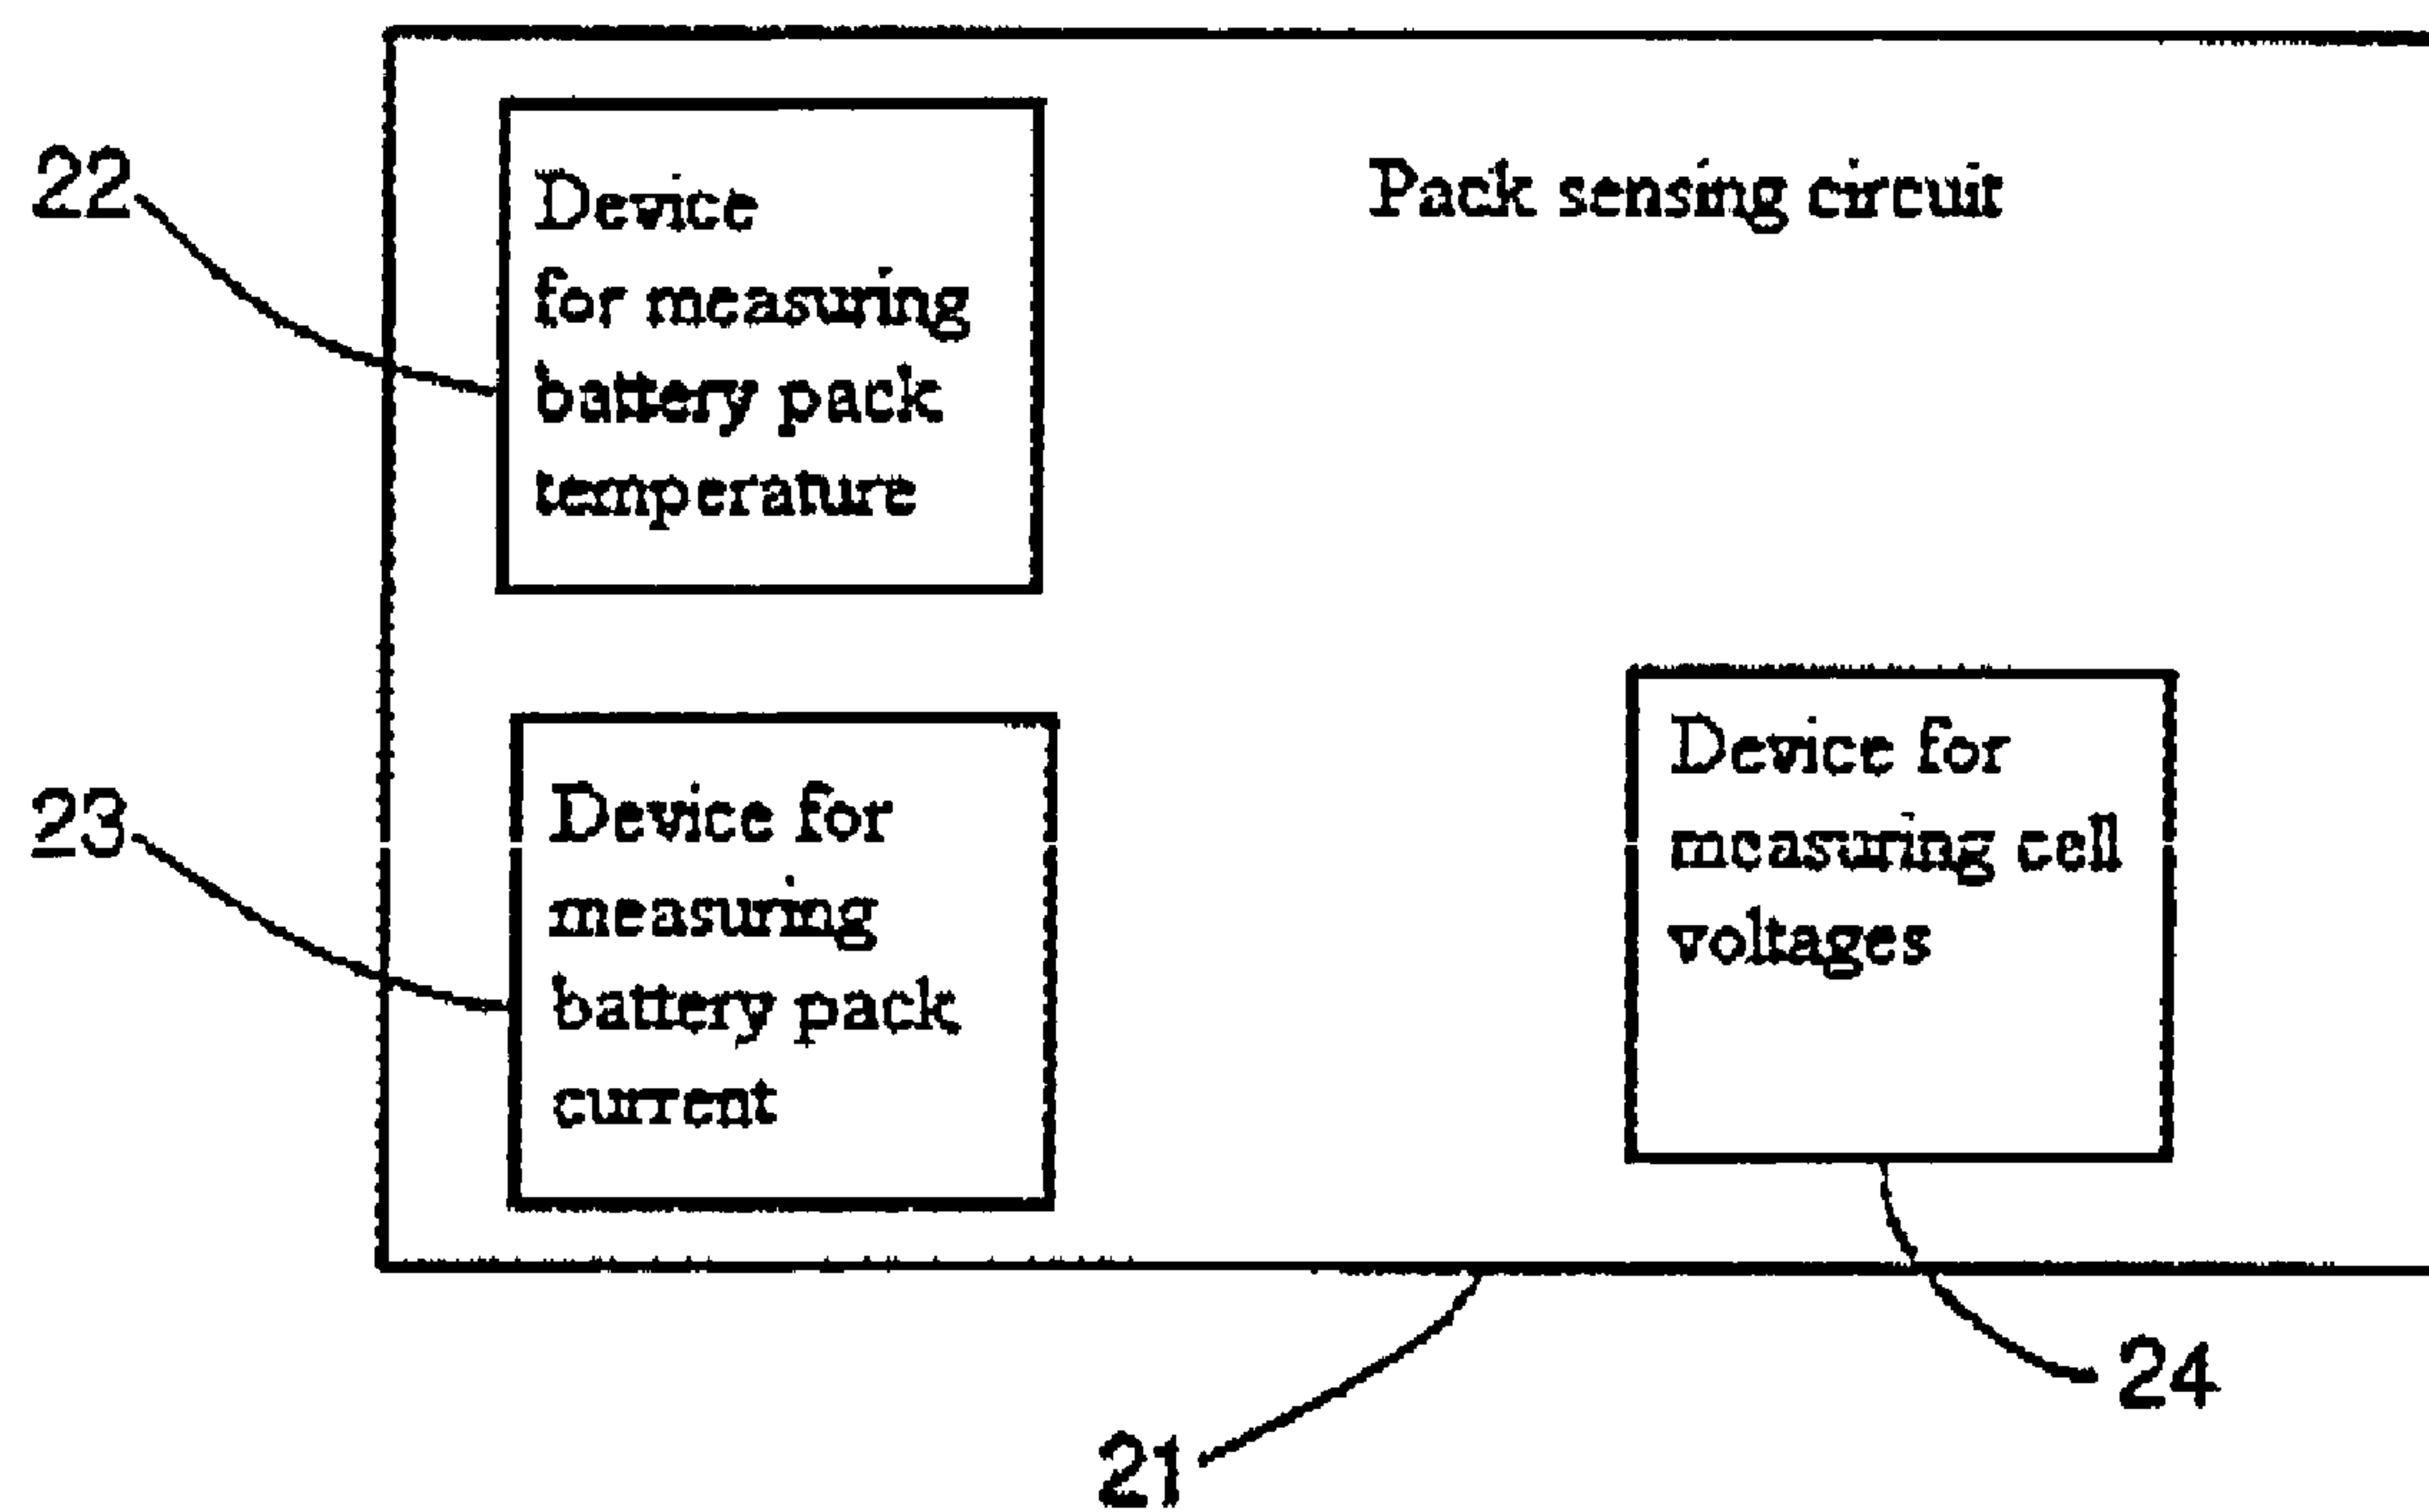 22
Device
for measuring
battery pack
temperature
Pack sensing circuit
23
Device for
measuring
battery pack
current
Device for
measuring cell
voltages
24
21